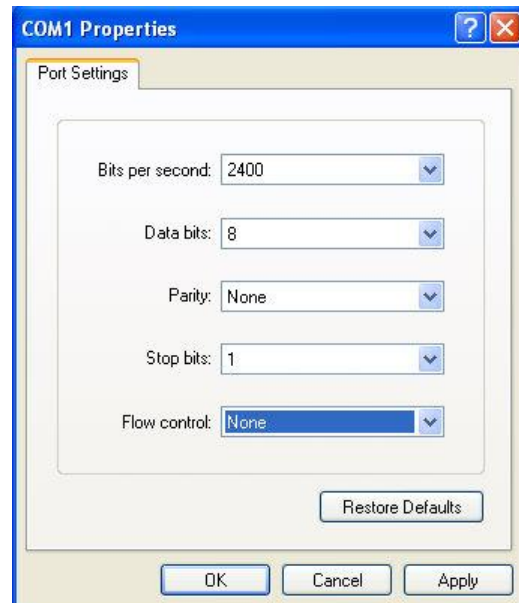 COM1 Properties
Port Settings
Bits per second: 2400
Data bits: 8
Parity: None
Stop bits: 1
Flow control: None
Restore Defaults
OK Cancel Apply